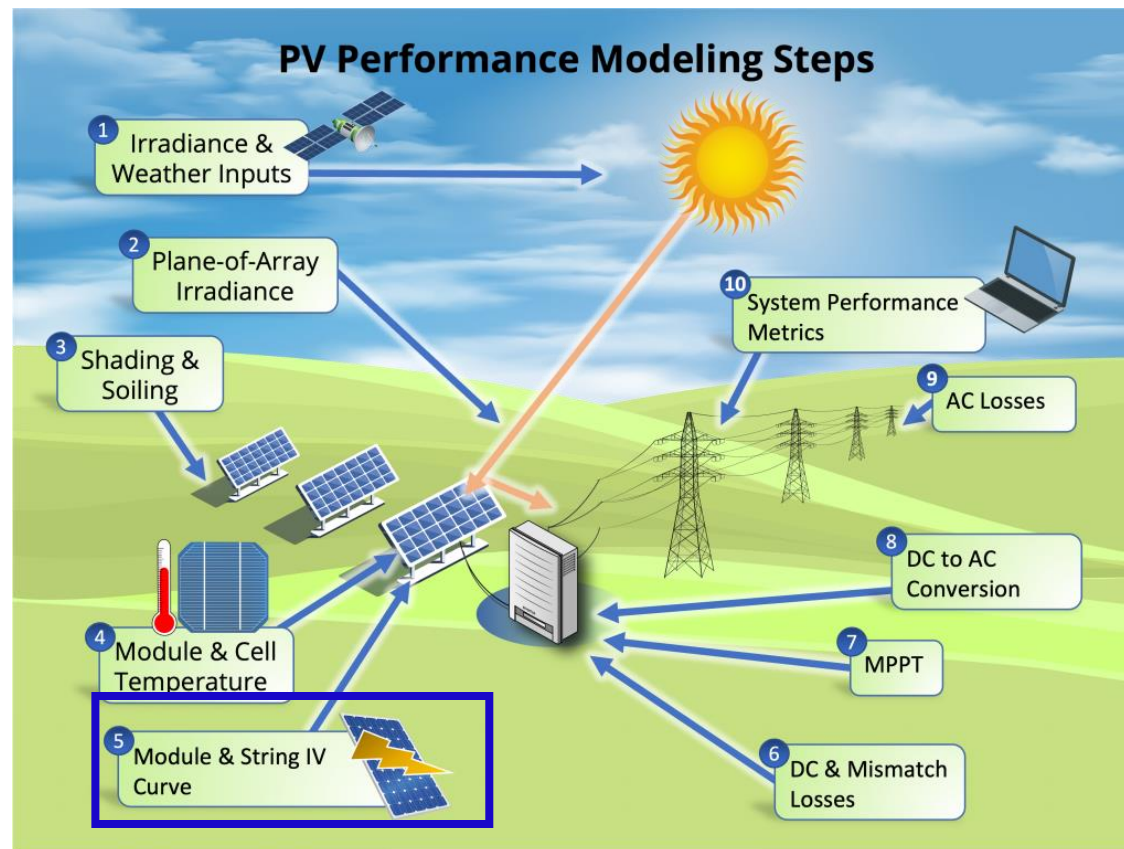 PV Performance Modeling Steps
1
Irradiance &
Weather Inputs
2
Plane-of-Array
Irradiance
3
Shading &
Soiling
4
Module & Cell
Temperature
5
Module & String IV
Curve
6
DC & Mismatch
Losses
7
MPPT
8
DC to AC
Conversion
9
AC Losses
10
System Performance
Metrics